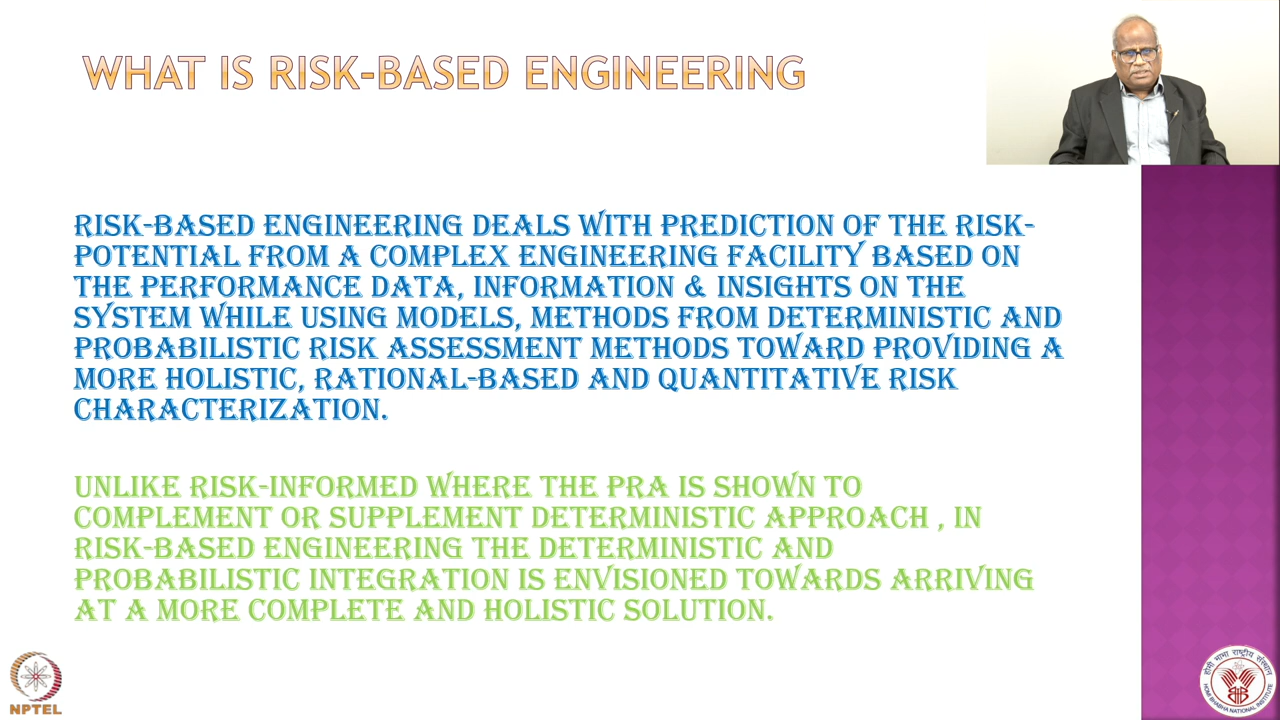 WHAT IS RISK-BASED ENGINEERING
RISK-BASED ENGINEERING DEALS WITH PREDICTION OF THE RISK-
POTENTIAL FROM A COMPLEX ENGINEERING FACILITY BASED ON
THE PERFORMANCE DATA, INFORMATION & INSIGHTS ON THE
SYSTEM WHILE USING MODELS, METHODS FROM DETERMINISTIC AND
PROBABILISTIC RISK ASSESSMENT METHODS TOWARD PROVIDING A
MORE HOLISTIC, RATIONAL-BASED AND QUANTITATIVE RISK
CHARACTERIZATION.
UNLIKE RISK-INFORMED WHERE THE PRA IS SHOWN TO
COMPLEMENT OR SUPPLEMENT DETERMINISTIC APPROACH , IN
RISK-BASED ENGINEERING THE DETERMINISTIC AND
PROBABILISTIC INTEGRATION IS ENVISIONED TOWARDS ARRIVING
AT A MORE COMPLETE AND HOLISTIC SOLUTION.
NPTEL
होमी भाभा राष्ट्रीय संस्थान
HOMI BHABHA NATIONAL INSTITUTE